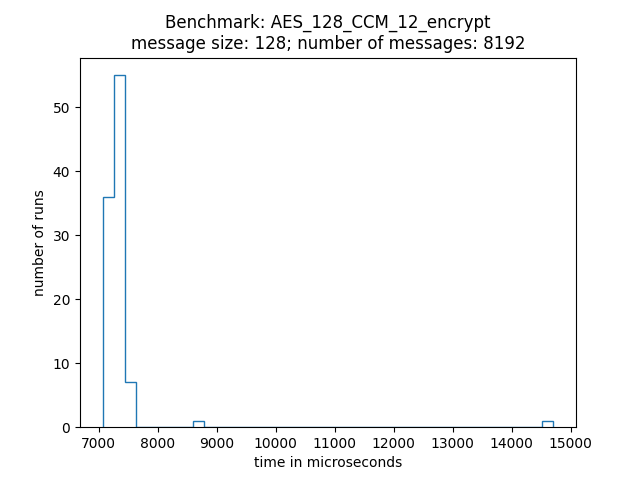 Benchmark: AES_128_CCM_12_encrypt
message size: 128; number of messages: 8192
50
40
30
20
10
0
number of runs
7000 8000 9000 10000 11000 12000 13000 14000 15000
time in microseconds